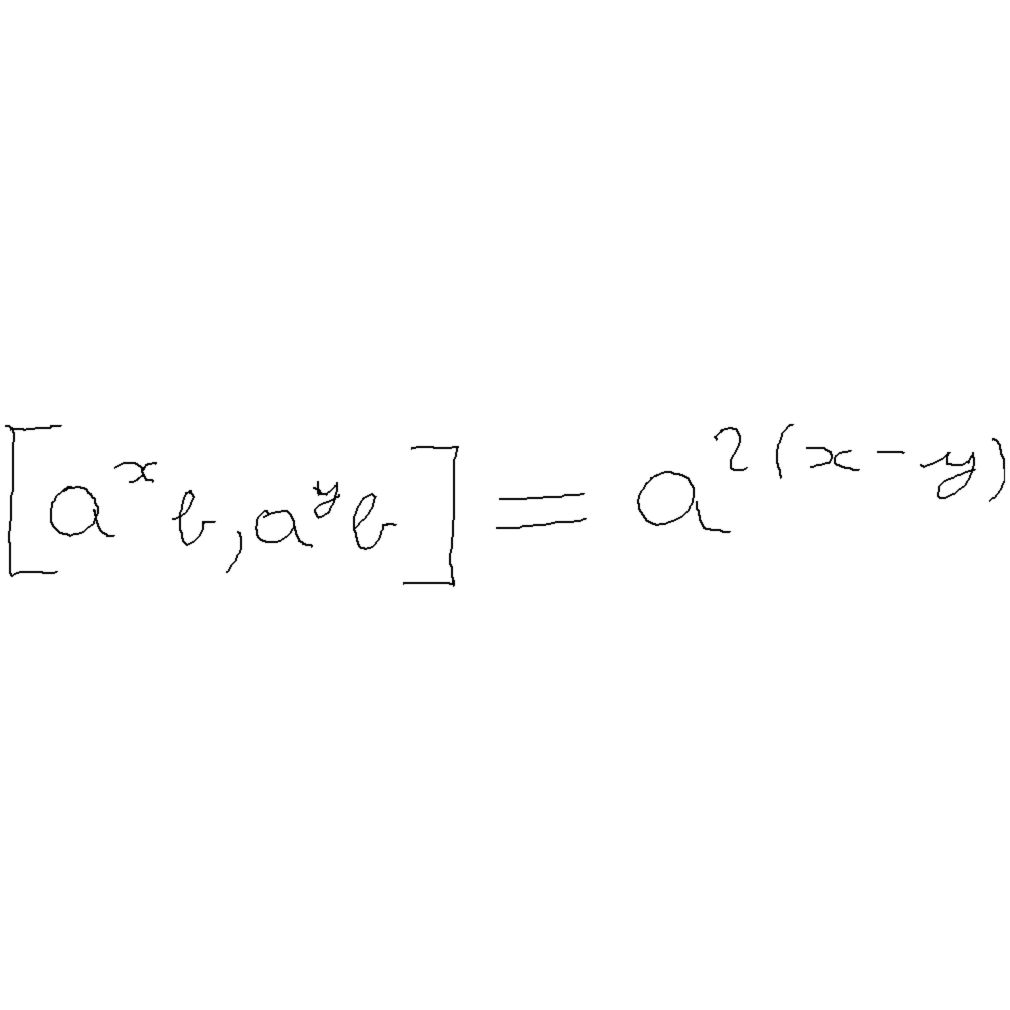 [a^x b, a^y b] = a^{2(x-y)}